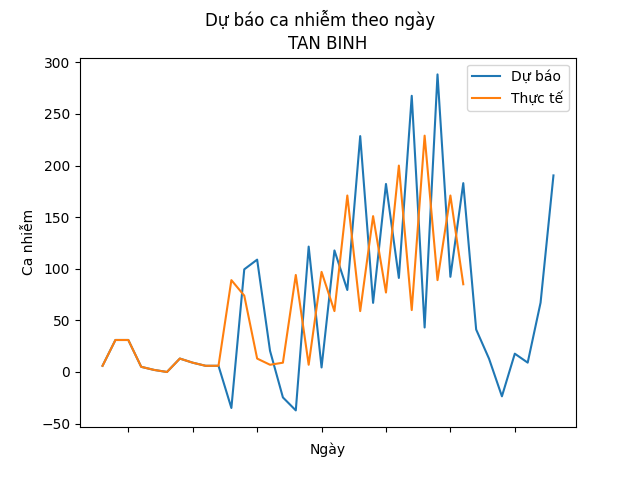 Dự báo ca nhiễm theo ngày
TAN BINH
Dự báo
Thực tế
300
250
200
150
100
50
0
−50
Ca nhiễm
Ngày